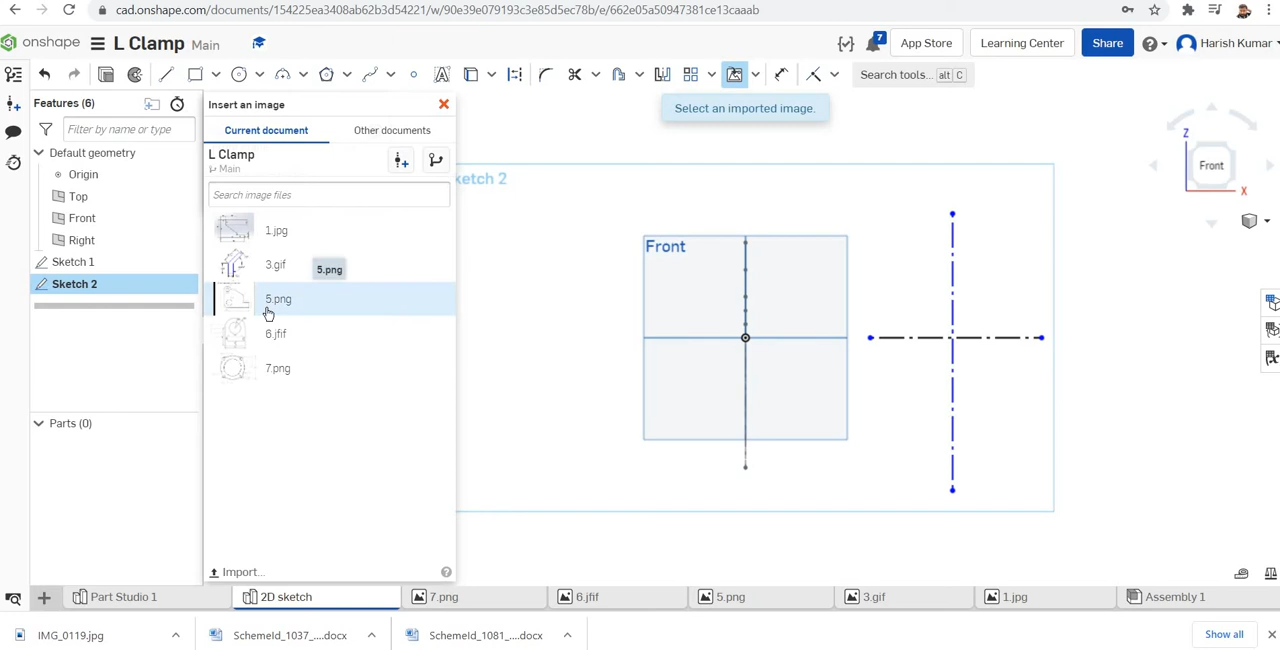 cad.onshape.com/documents/154225ea3408ab62b3d54221/w/90e39e079193c3e85d5ec78b/e/662e05a50947381ce13caaab
onshape
L Clamp Main
7
App Store
Learning Center
Share
Harish Kumar
Search tools... alt C
Features (6)
Filter by name or type
Default geometry
Origin
Top
Front
Right
Sketch 1
Sketch 2
Parts (0)
Insert an image
Current document
Other documents
L Clamp
Main
Search image files
1.jpg
3.gif
5.png
5.png
6.jfif
7.png
Import...
Select an imported image.
ketch 2
Front
Z
Front
X
Part Studio 1
2D sketch
7.png
6.jfif
5.png
3.gif
1.jpg
Assembly 1
IMG_0119.jpg
SchemeId_1037_....docx
SchemeId_1081_....docx
Show all